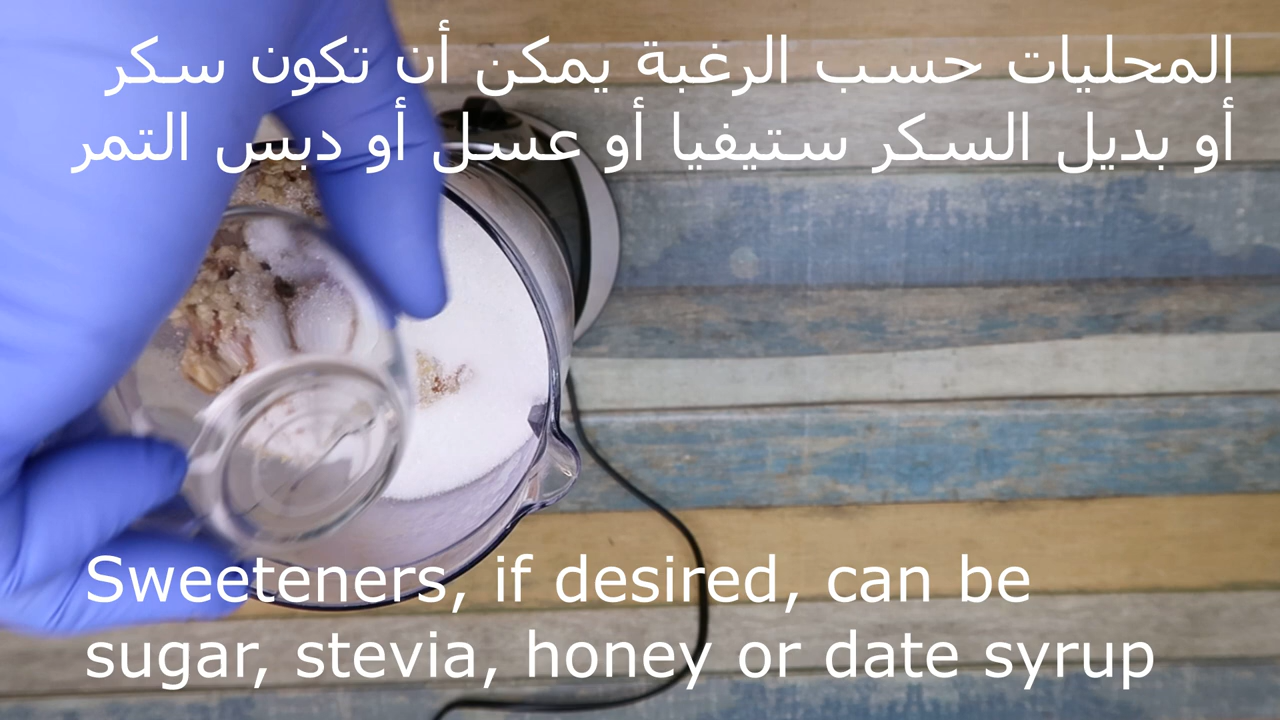 المحليات حسب الرغبة يمكن أن تكون سكر
أو بديل السكر ستيفيا أو عسل أو دبس التمر
Sweeteners, if desired, can be
sugar, stevia, honey or date syrup